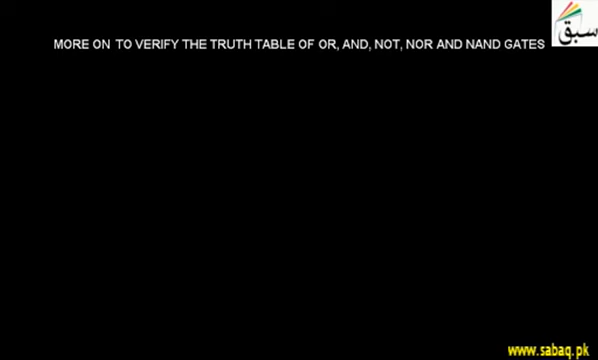 MORE ON TO VERIFY THE TRUTH TABLE OF OR, AND, NOT, NOR AND NAND GATES
سبق
www.sabaq.pk